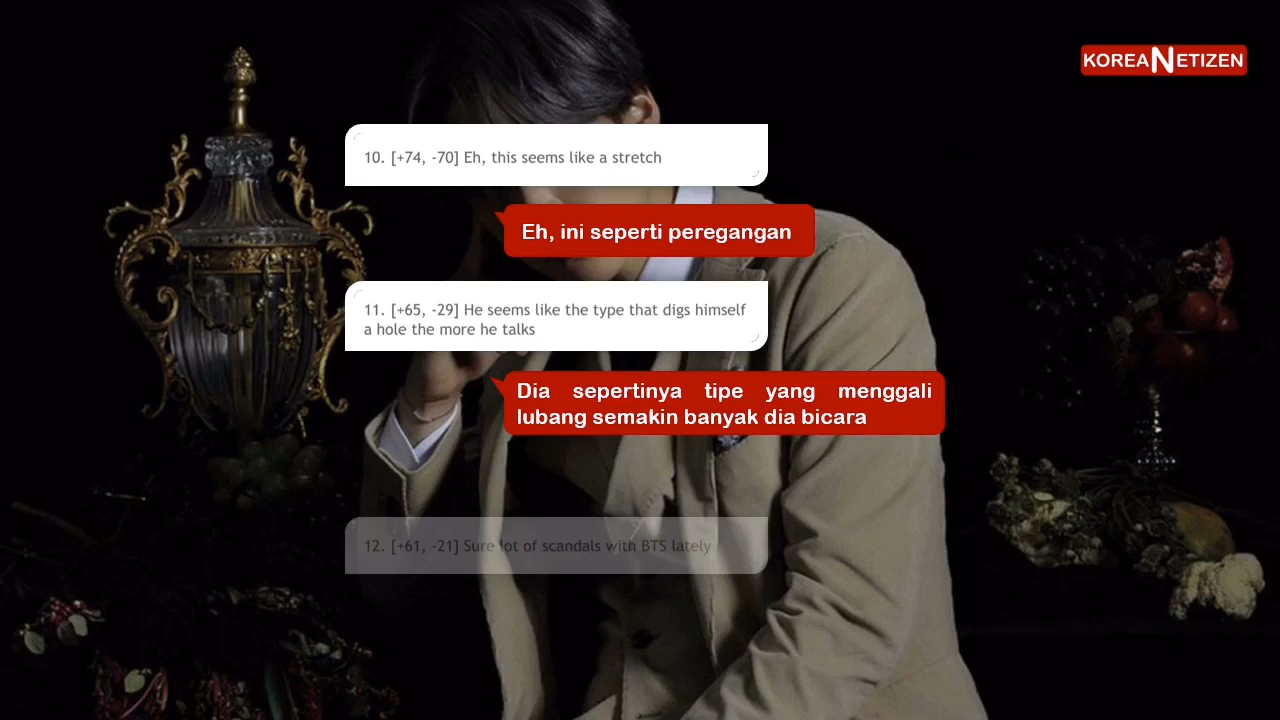 KOREANETIZEN
10. [+74, -70] Eh, this seems like a stretch
Eh, ini seperti peregangan
11. [+65, -29] He seems like the type that digs himself
a hole the more he talks
Dia sepertinya tipe yang menggali
lubang semakin banyak dia bicara
12. [+61, -21] Sure lot of scandals with BTS lately